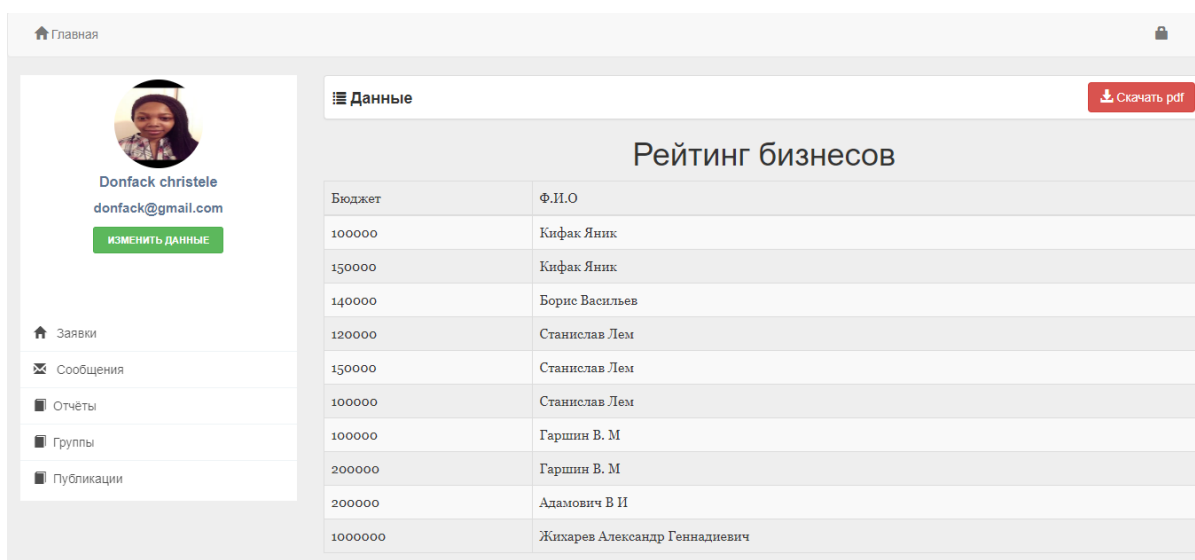 Главная
Donfack christele
donfack@gmail.com
ИЗМЕНИТЬ ДАННЫЕ
Заявки
Сообщения
Отчёты
Группы
Публикации
Данные
Скачать pdf
Рейтинг бизнесов
Бюджет Ф.И.О
100000 Кифак Яник
150000 Кифак Яник
140000 Борис Васильев
120000 Станислав Лем
150000 Станислав Лем
100000 Станислав Лем
100000 Гаршин В. М
200000 Гаршин В. М
200000 Адамович В И
1000000 Жихарев Александр Геннадиевич